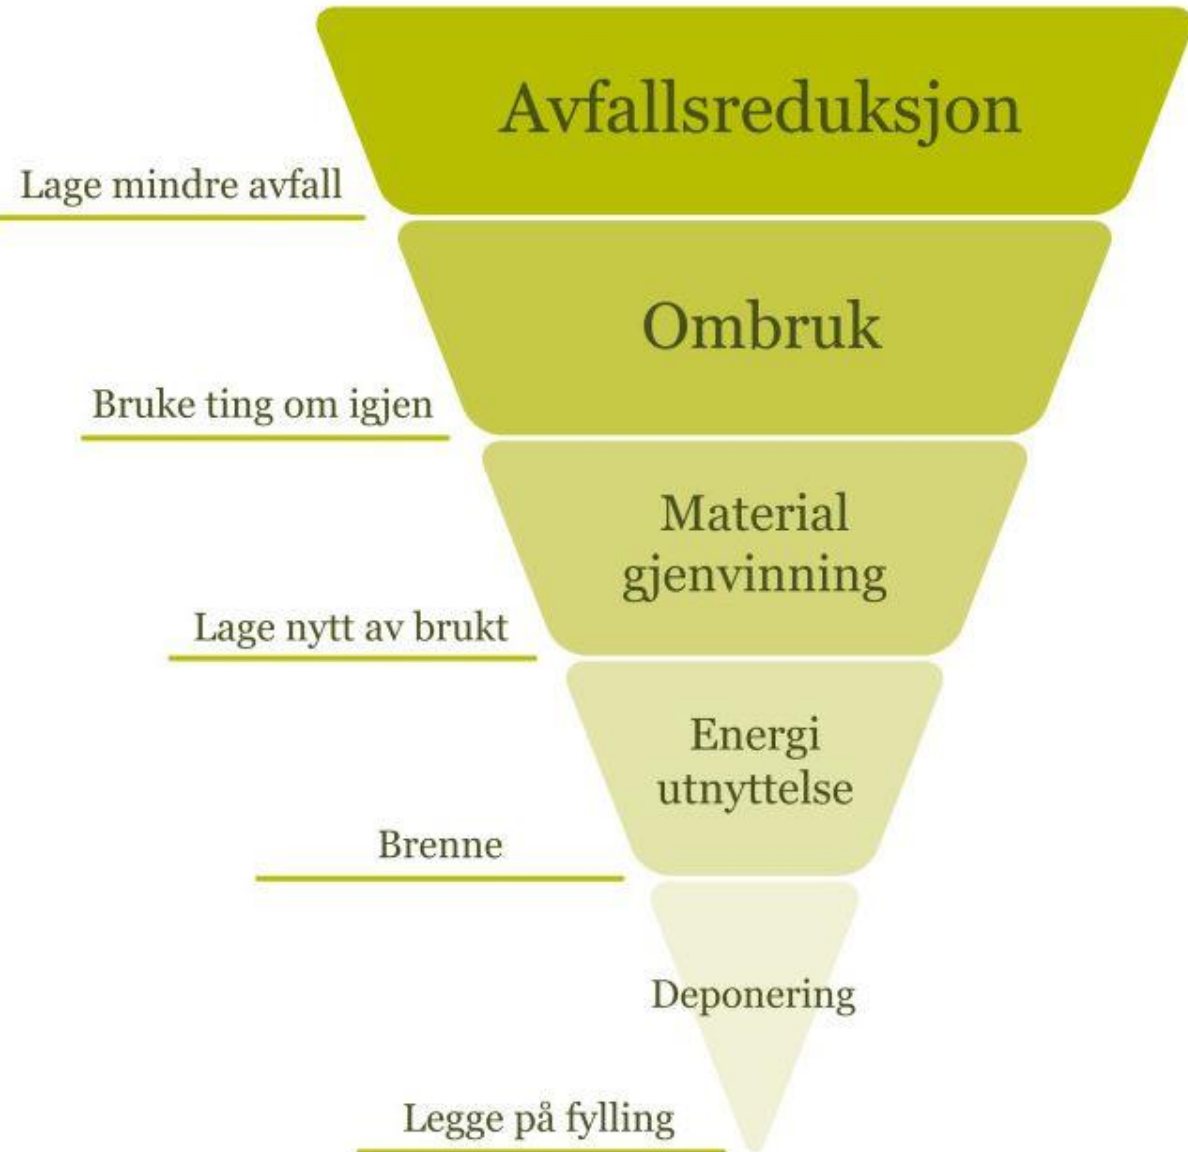 Avfallsreduksjon
Lage mindre avfall
Ombruk
Bruke ting om igjen
Material
gjenvinning
Lage nytt av brukt
Energi
utnyttelse
Brenne
Deponering
Legge på fylling